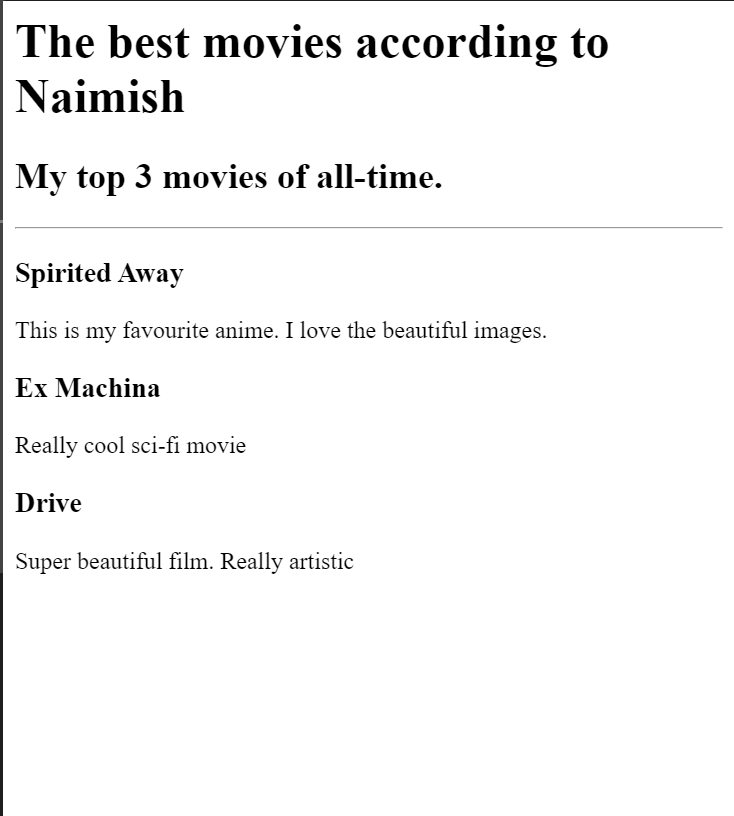 The best movies according to
Naimish
My top 3 movies of all-time.
Spirited Away
This is my favourite anime. I love the beautiful images.
Ex Machina
Really cool sci-fi movie
Drive
Super beautiful film. Really artistic